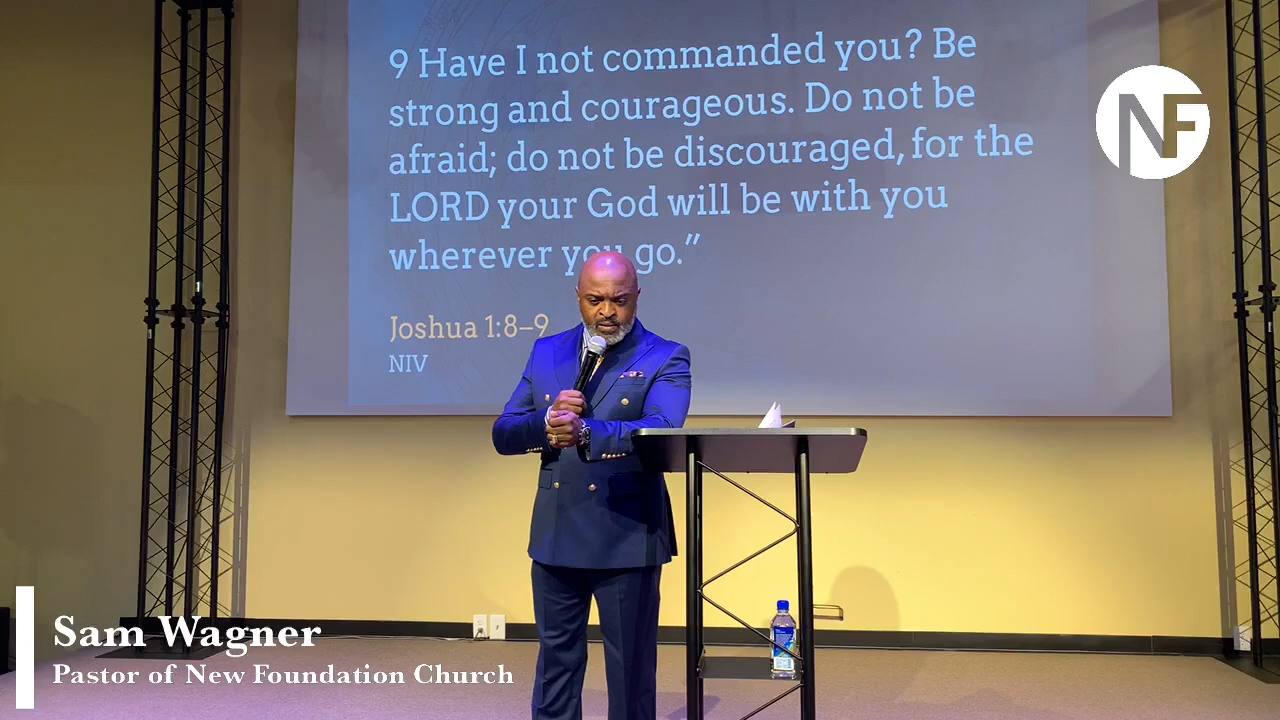 9 Have I not commanded you? Be
strong and courageous. Do not be
afraid; do not be discouraged, for the
LORD your God will be with you
wherever you go.”
Joshua 1:8–9
NIV
NF
Sam Wagner
Pastor of New Foundation Church